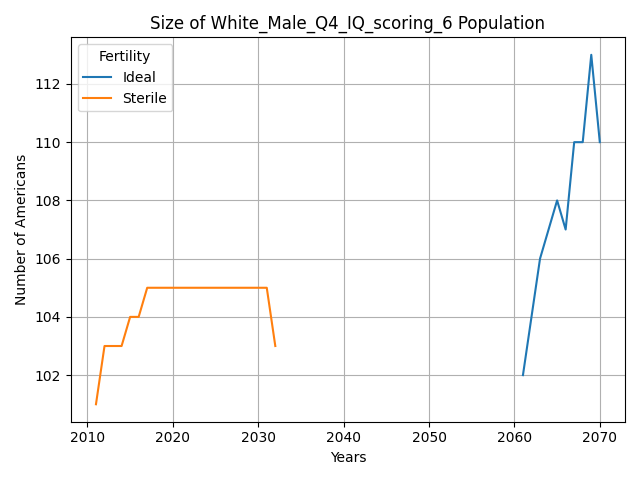 Size of White_Male_Q4_IQ_scoring_6 Population
Fertility
Ideal
Sterile
Number of Americans
112
110
108
106
104
102
2010 2020 2030 2040 2050 2060 2070
Years